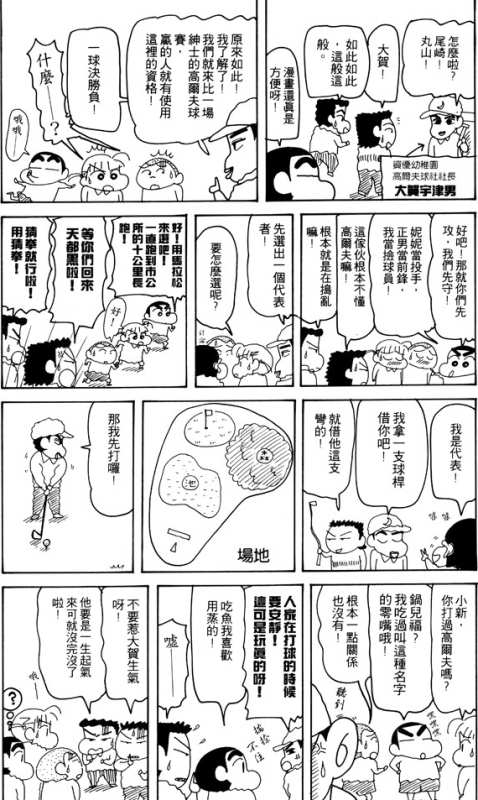 怎麼啦？
尾崎、
丸山！
大賀！
如此如此
，這般這
般。
資優幼稚園
高爾夫球社社長
大賀宇津男
漫畫還真是
方便呀！
原來如此！
我了解了！
我們就來比一場
紳士的高爾夫球
賽，
贏的人就有使用
這裡的資格！
一球決勝負！
什麼——？
哦
哦
好吧！那就你們先
攻，我們先守！
妮妮當投手，
正男當前鋒，
我當撿球員！
這傢伙根本不懂
高爾夫嘛！
根本就是在搗亂
嘛！
先選出一個代表
者！
要怎麼選呢？
好！用馬拉松
來選吧！
一直跑到市公
所的十公里長
跑！
好！
等你們回來
天都黑啦！
猜拳就行啦！
用猜拳！
我是代表！
我拿一支球桿
借你吧！
就借他這支
彎的！
池
場地
那我先打囉！
小新，
你打過高爾夫嗎？
鍋兒福？
我吃過叫這種名字
的零嘴哦！
根本一點關係
也沒有！
聽到
人家在打球的時候
要安靜！
這可是玩真的呀！
吃魚我喜歡
用蒸的！
噓——
不要惹大賀生氣
呀！
他要是一生起氣
來可就沒完沒了
啦！
？
哦